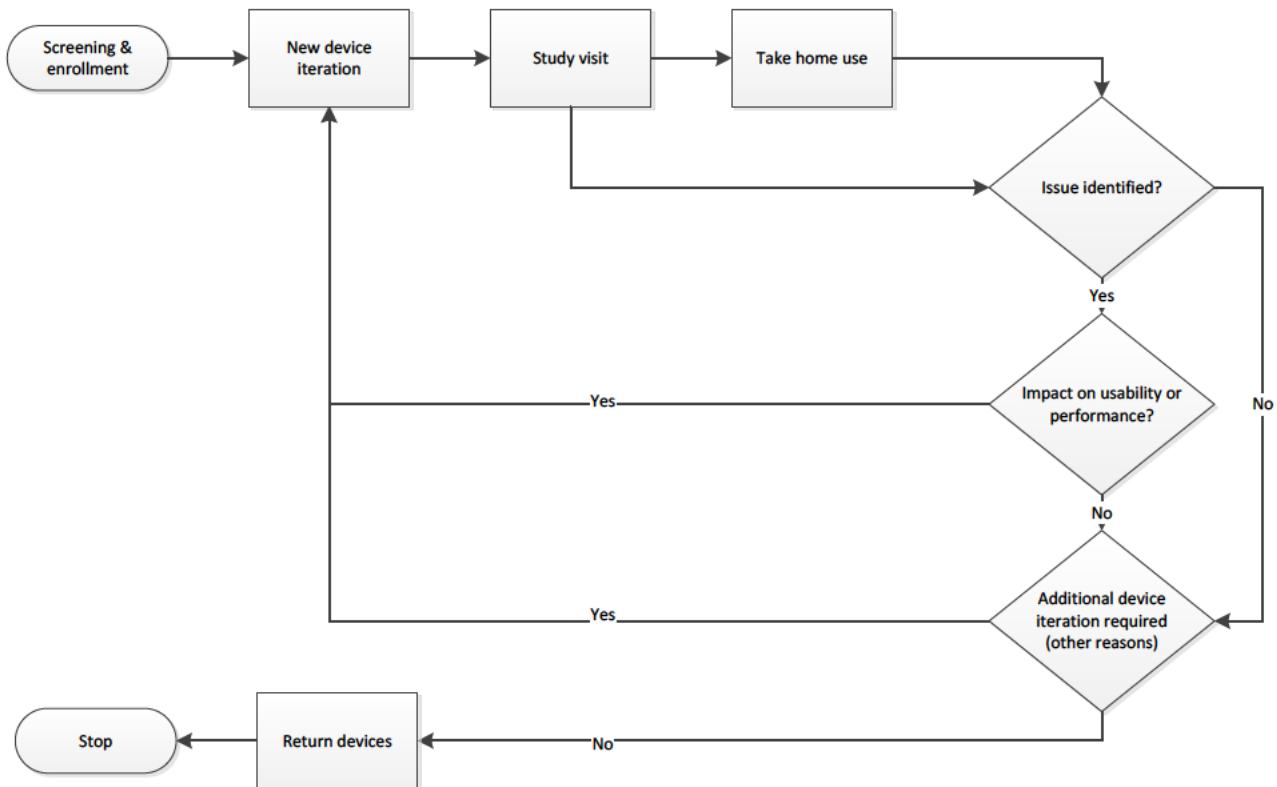 Screening &
enrollment
New device
iteration
Study visit
Take home use
Issue identified?
Yes
Impact on usability or
performance?
Yes
No
No
Additional device
iteration required
(other reasons)
Yes
Stop
Return devices
No